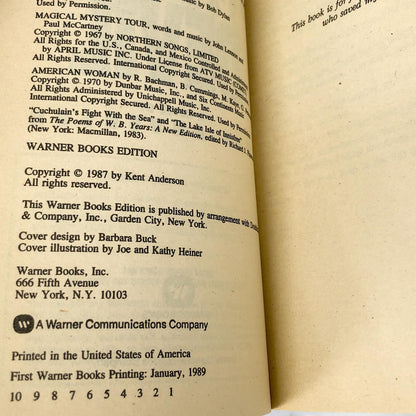 Used by Permission.
MAGICAL MYSTERY TOUR, words and music by John Lennon and
Paul McCartney
Copyright © 1967 by NORTHERN SONGS, LIMITED
All Rights for the U.S., Canada, and Mexico Controlled and
by APRIL MUSIC INC. Under License from ATV MUSIC
All Rights Reserved. International Copyright Secured. Used by
AMERICAN WOMAN by R. Bachman, B. Cummings, M. Kale, G.
Copyright © 1970 by Dunbar Music, Inc., and Six Continents Music
All Rights Administered by Unichappell Music, Inc.
International Copyright Secured. All Rights Reserved. Used by Permission
"Cuchulain's Fight With the Sea" and "The Lake Isle of Innisfree"
from The Poems of W. B. Years: A New Edition, edited by Richard J.
(New York: Macmillan, 1983).
WARNER BOOKS EDITION
Copyright © 1987 by Kent Anderson
All rights reserved.
This Warner Books Edition is published by arrangement with
& Company, Inc., Garden City, New York.
Cover design by Barbara Buck
Cover illustration by Joe and Kathy Heiner
Warner Books, Inc.
666 Fifth Avenue
New York, N.Y. 10103
A Warner Communications Company
Printed in the United States of America
First Warner Books Printing: January, 1989
10 9 8 7 6 5 4 3 2 1
This book is for
who saved my